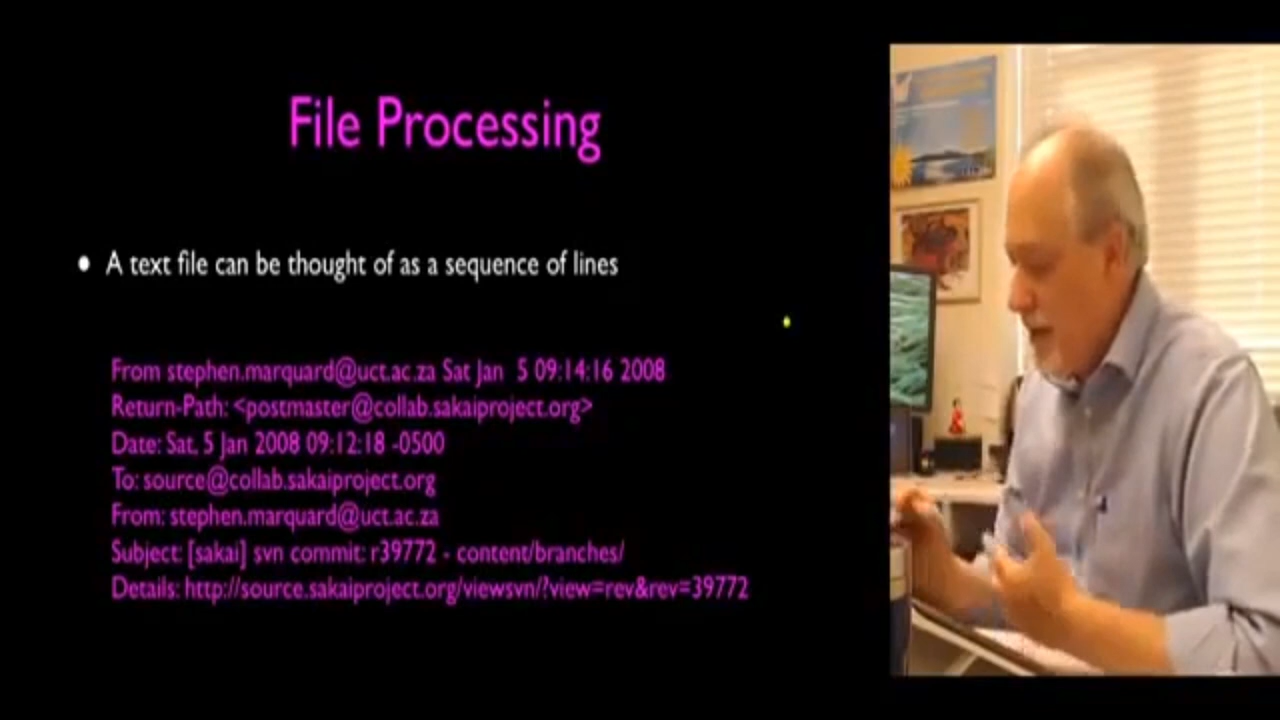 File Processing
• A text file can be thought of as a sequence of lines
From stephen.marquard@uct.ac.za Sat Jan  5 09:14:16 2008
Return-Path: <postmaster@collab.sakaiproject.org>
Date: Sat, 5 Jan 2008 09:12:18 -0500
To: source@collab.sakaiproject.org
From: stephen.marquard@uct.ac.za
Subject: [sakai] svn commit: r39772 - content/branches/
Details: http://source.sakaiproject.org/viewsvn/?view=rev&rev=39772